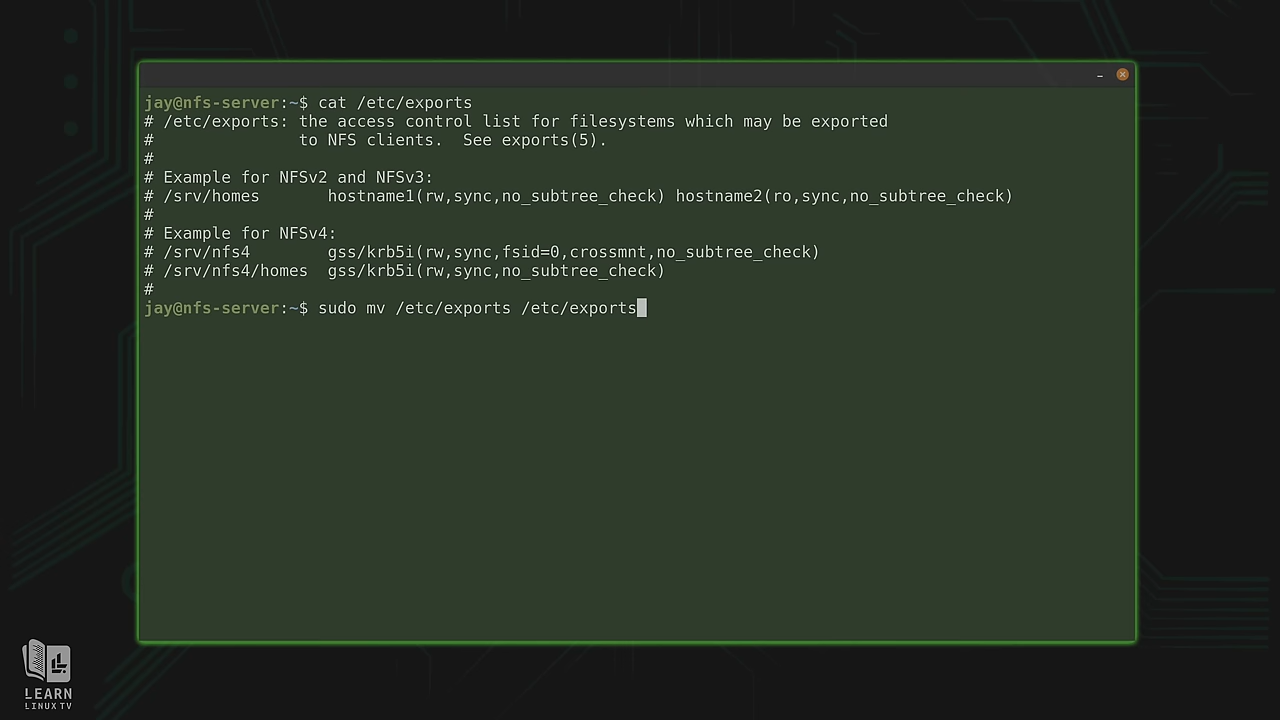 jay@nfs-server:~$ cat /etc/exports
# /etc/exports: the access control list for filesystems which may be exported
#               to NFS clients.  See exports(5).
#
# Example for NFSv2 and NFSv3:
# /srv/homes       hostname1(rw,sync,no_subtree_check) hostname2(ro,sync,no_subtree_check)
#
# Example for NFSv4:
# /srv/nfs4        gss/krb5i(rw,sync,fsid=0,crossmnt,no_subtree_check)
# /srv/nfs4/homes  gss/krb5i(rw,sync,no_subtree_check)
#
jay@nfs-server:~$ sudo mv /etc/exports /etc/exports
LEARN
LINUX TV